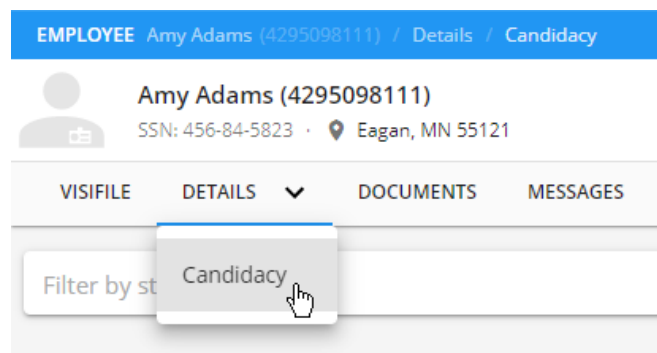 EMPLOYEE Amy Adams (4295098111) / Details / Candidacy
Amy Adams (4295098111)
SSN: 456-84-5823 · Eagan, MN 55121
VISIFILE DETAILS DOCUMENTS MESSAGES
Candidacy
Filter by st